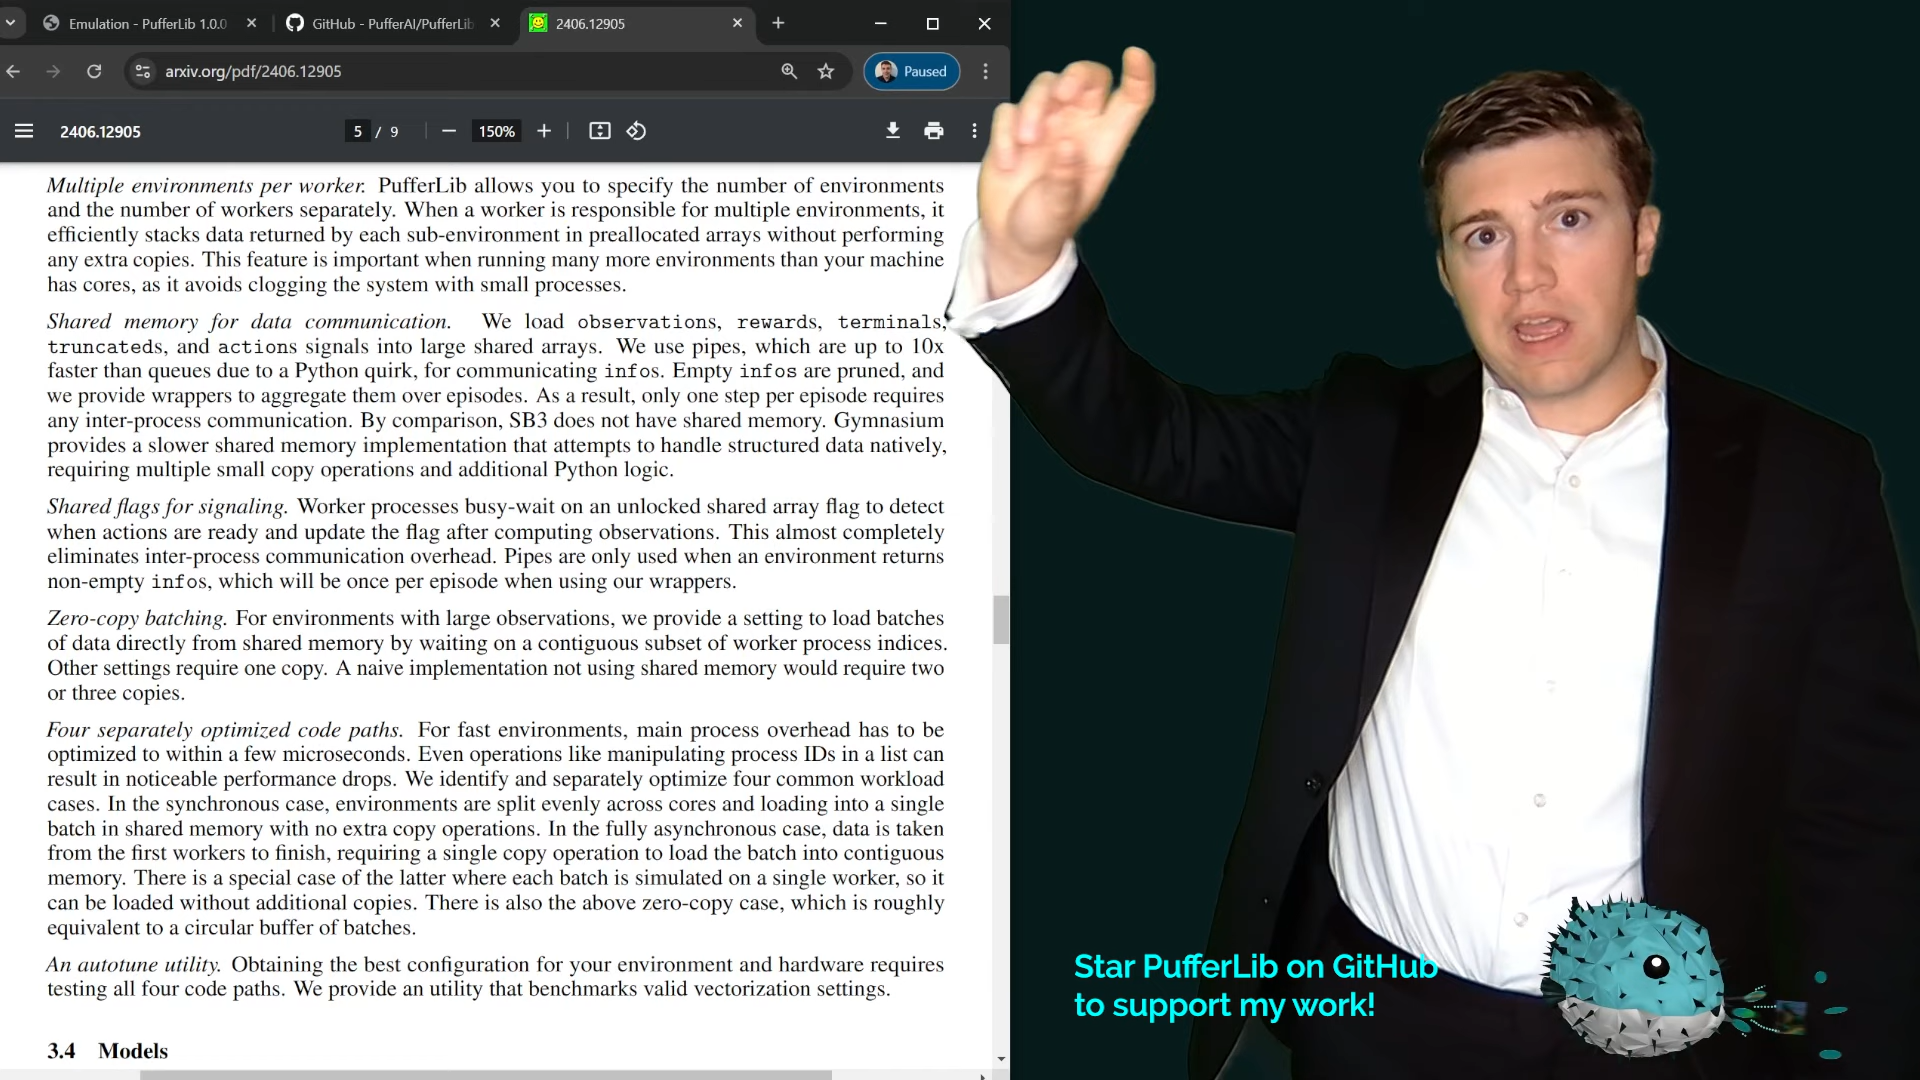 Emulation - PufferLib 1.0.0
GitHub - PufferAI/PufferLib
2406.12905
arxiv.org/pdf/2406.12905
Paused
2406.12905
5 / 9
150%
Multiple environments per worker. PufferLib allows you to specify the number of environments
and the number of workers separately. When a worker is responsible for multiple environments, it
efficiently stacks data returned by each sub-environment in preallocated arrays without performing
any extra copies. This feature is important when running many more environments than your machine
has cores, as it avoids clogging the system with small processes.
Shared memory for data communication. We load observations, rewards, terminals,
truncateds, and actions signals into large shared arrays. We use pipes, which are up to 10x
faster than queues due to a Python quirk, for communicating infos. Empty infos are pruned, and
we provide wrappers to aggregate them over episodes. As a result, only one step per episode requires
any inter-process communication. By comparison, SB3 does not have shared memory. Gymnasium
provides a slower shared memory implementation that attempts to handle structured data natively,
requiring multiple small copy operations and additional Python logic.
Shared flags for signaling. Worker processes busy-wait on an unlocked shared array flag to detect
when actions are ready and update the flag after computing observations. This almost completely
eliminates inter-process communication overhead. Pipes are only used when an environment returns
non-empty infos, which will be once per episode when using our wrappers.
Zero-copy batching. For environments with large observations, we provide a setting to load batches
of data directly from shared memory by waiting on a contiguous subset of worker process indices.
Other settings require one copy. A naive implementation not using shared memory would require two
or three copies.
Four separately optimized code paths. For fast environments, main process overhead has to be
optimized to within a few microseconds. Even operations like manipulating process IDs in a list can
result in noticeable performance drops. We identify and separately optimize four common workload
cases. In the synchronous case, environments are split evenly across cores and loading into a single
batch in shared memory with no extra copy operations. In the fully asynchronous case, data is taken
from the first workers to finish, requiring a single copy operation to load the batch into contiguous
memory. There is a special case of the latter where each batch is simulated on a single worker, so it
can be loaded without additional copies. There is also the above zero-copy case, which is roughly
equivalent to a circular buffer of batches.
An autotune utility. Obtaining the best configuration for your environment and hardware requires
testing all four code paths. We provide an utility that benchmarks valid vectorization settings.
3.4 Models
Star PufferLib on GitHub
to support my work!